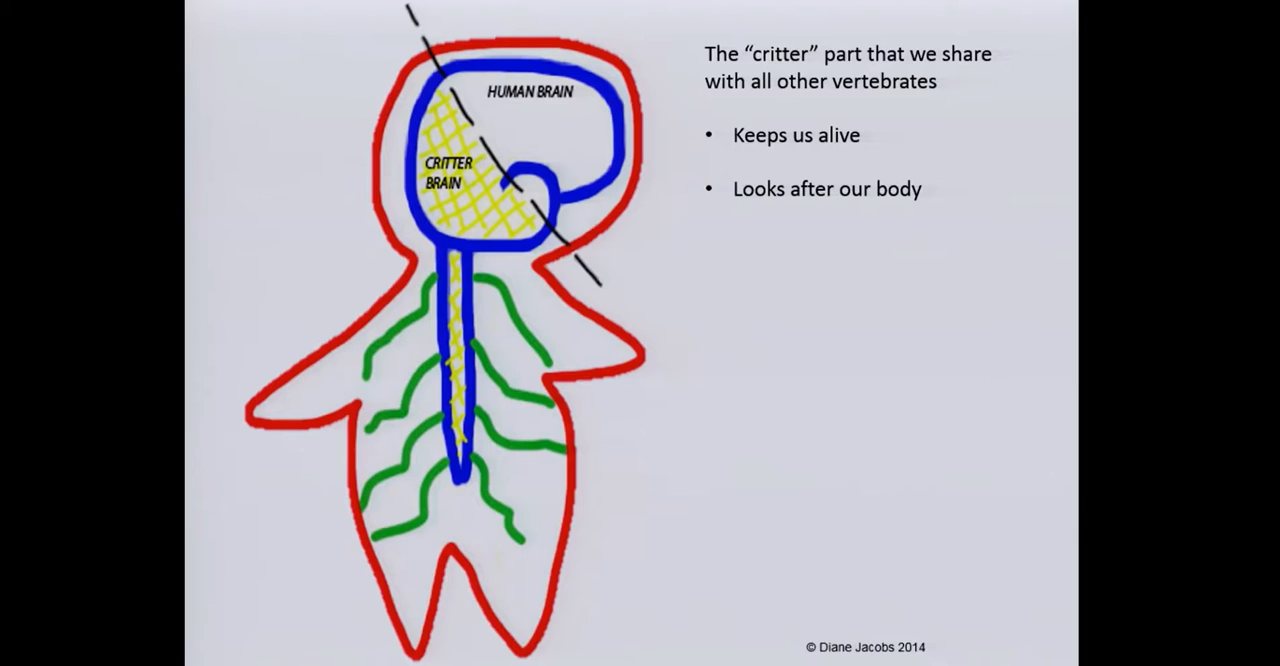 HUMAN BRAIN
CRITTER
BRAIN
The “critter” part that we share
with all other vertebrates
• Keeps us alive
• Looks after our body
© Diane Jacobs 2014